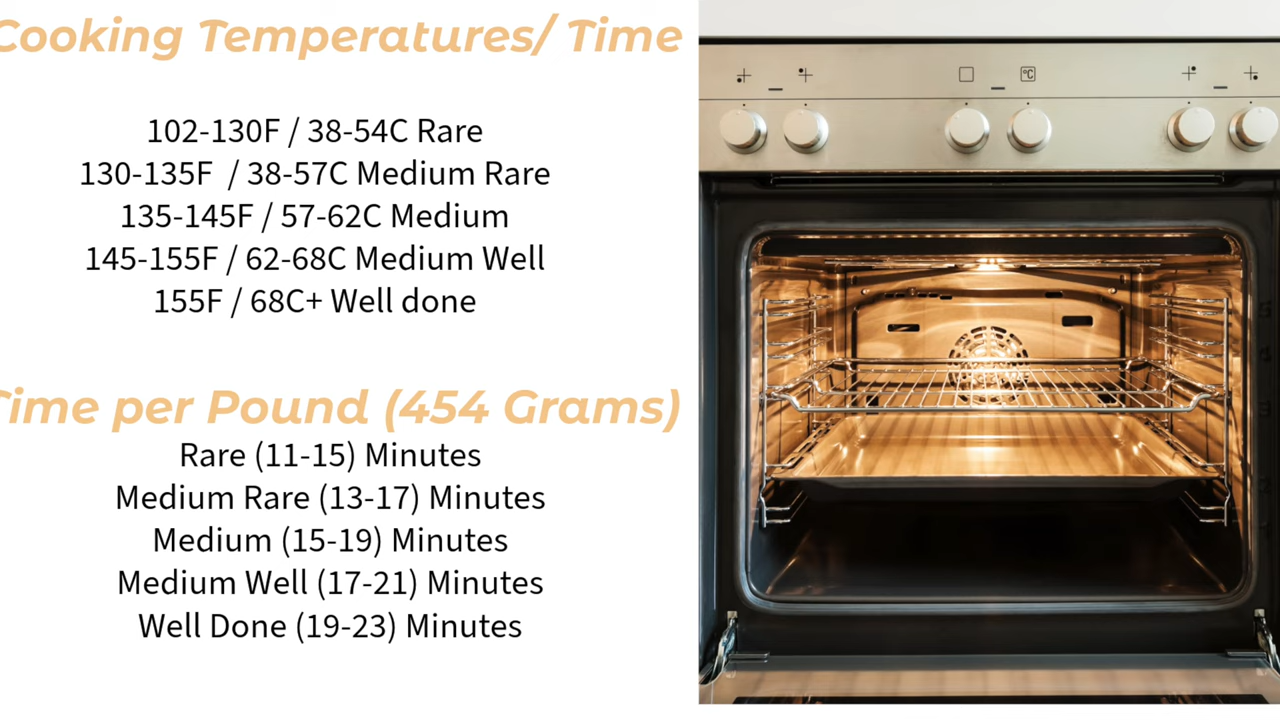 Cooking Temperatures/ Time
102-130F / 38-54C Rare
130-135F / 38-57C Medium Rare
135-145F / 57-62C Medium
145-155F / 62-68C Medium Well
155F / 68C+ Well done
Time per Pound (454 Grams)
Rare (11-15) Minutes
Medium Rare (13-17) Minutes
Medium (15-19) Minutes
Medium Well (17-21) Minutes
Well Done (19-23) Minutes
°C